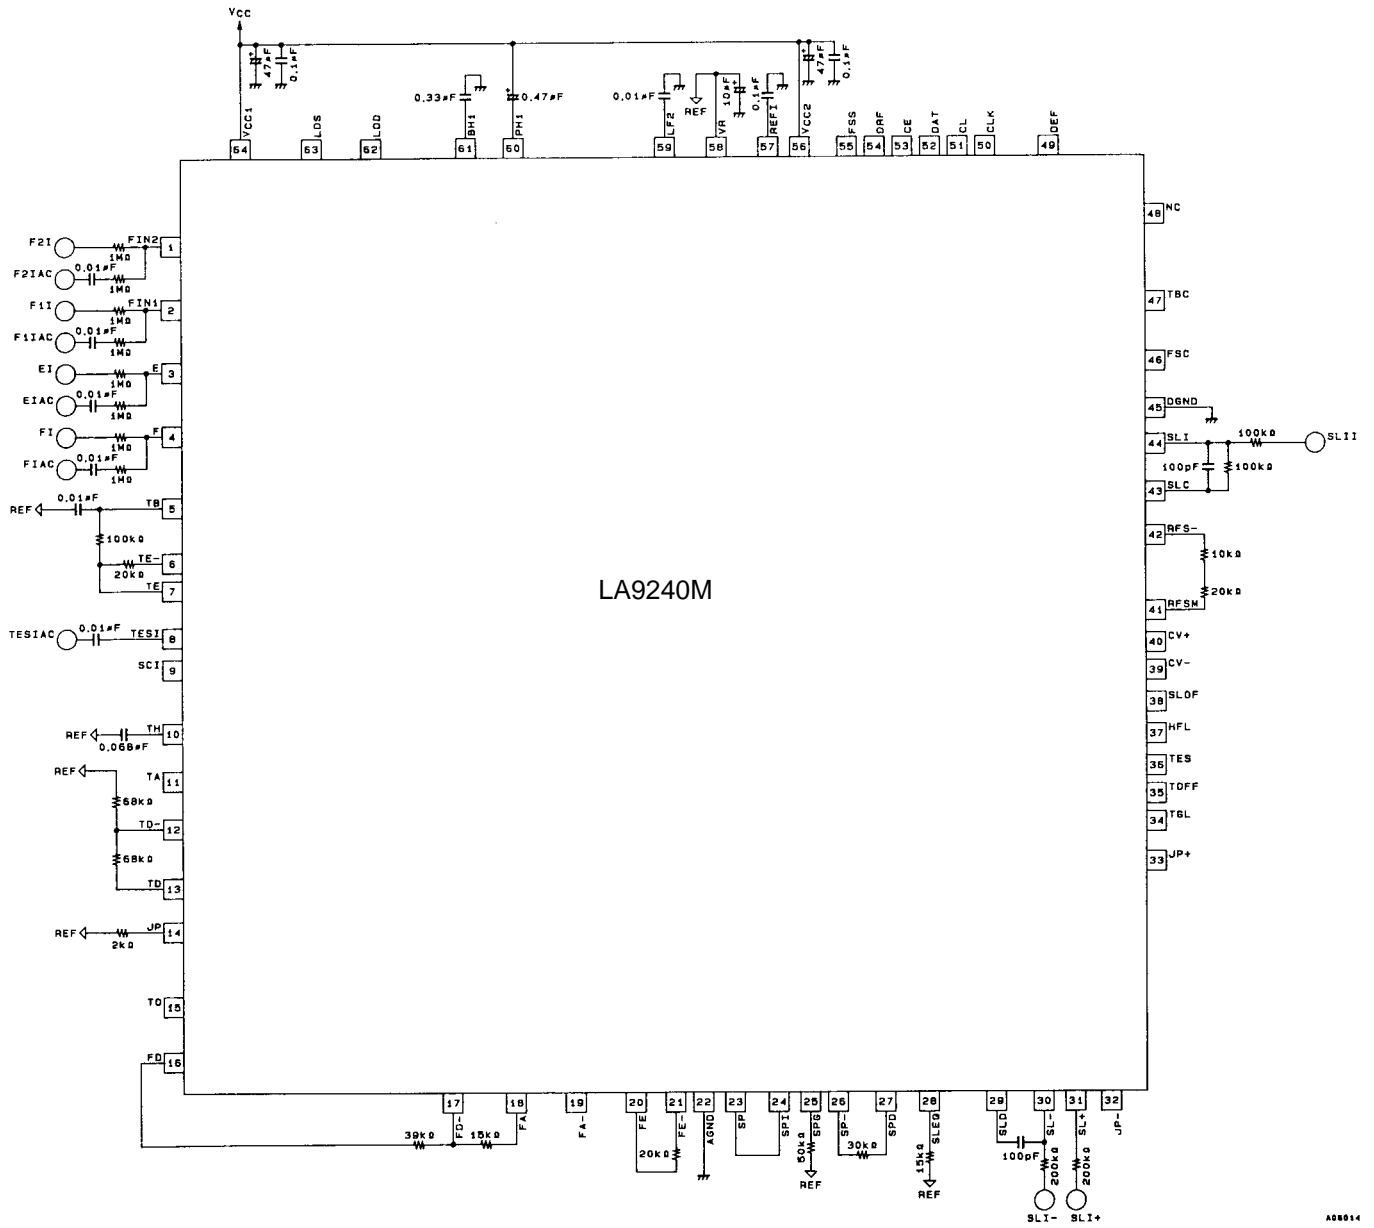 VCC
47µF
0.1µF
0.33µF
0.47µF
0.01µF
REF
10µF
0.1µF
47µF
0.1µF
VCC1
LDS
LDD
BH1
PH1
LF2
VR
REFI
VCC2
FSS
DRF
CE
DAT
CL
CLK
DEF
64
63
62
61
60
59
58
57
56
55
54
53
52
51
50
49
F2I
1MΩ
FIN2
1
F2IAC
0.01µF
1MΩ
F1I
1MΩ
FIN1
2
F1IAC
0.01µF
1MΩ
EI
1MΩ
E
3
EIAC
0.01µF
1MΩ
FI
1MΩ
F
4
FIAC
0.01µF
1MΩ
REF
0.01µF
TB
5
100kΩ
TE-
6
20kΩ
TE
7
TESIAC
0.01µF
TESI
8
SCI
9
REF
0.068µF
TH
10
REF
TA
11
68kΩ
TD-
12
68kΩ
TD
13
REF
2kΩ
JP
14
TO
15
FD
16
LA9240M
48
NC
47
TBC
46
FSC
45
DGND
44
SLI
100kΩ
SLII
100pF
100kΩ
43
SLC
42
RFS-
10kΩ
20kΩ
41
RFSM
40
CV+
39
CV-
38
SLOF
37
HFL
36
TES
35
TOFF
34
TGL
33
JP+
17
18
19
20
21
22
23
24
25
26
27
28
29
30
31
32
FD-
FA
FA-
FE
FE-
AGND
SP
SPI
SPG
SP-
SPD
SLEQ
SLD
SL-
SL+
JP-
39kΩ
15kΩ
20kΩ
50kΩ
REF
30kΩ
15kΩ
REF
100pF
200kΩ
200kΩ
SLI-
SLI+